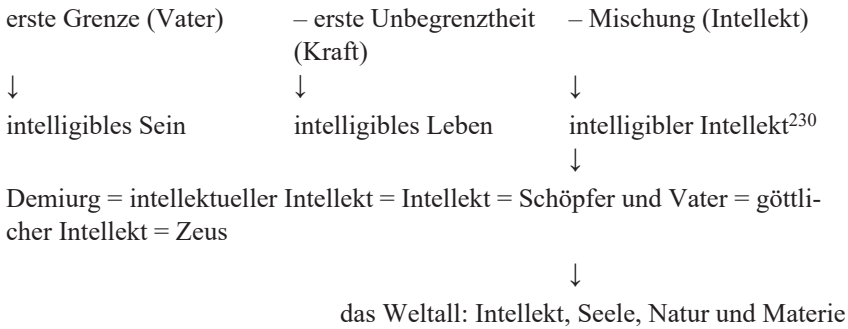 erste Grenze (Vater) – erste Unbegrenztheit – Mischung (Intellekt)
(Kraft)
↓ ↓ ↓
intelligibles Sein intelligibles Leben intelligibler Intellekt²³⁰
↓
Demiurg = intellektueller Intellekt = Intellekt = Schöpfer und Vater = göttli-
cher Intellekt = Zeus
↓
das Weltall: Intellekt, Seele, Natur und Materie